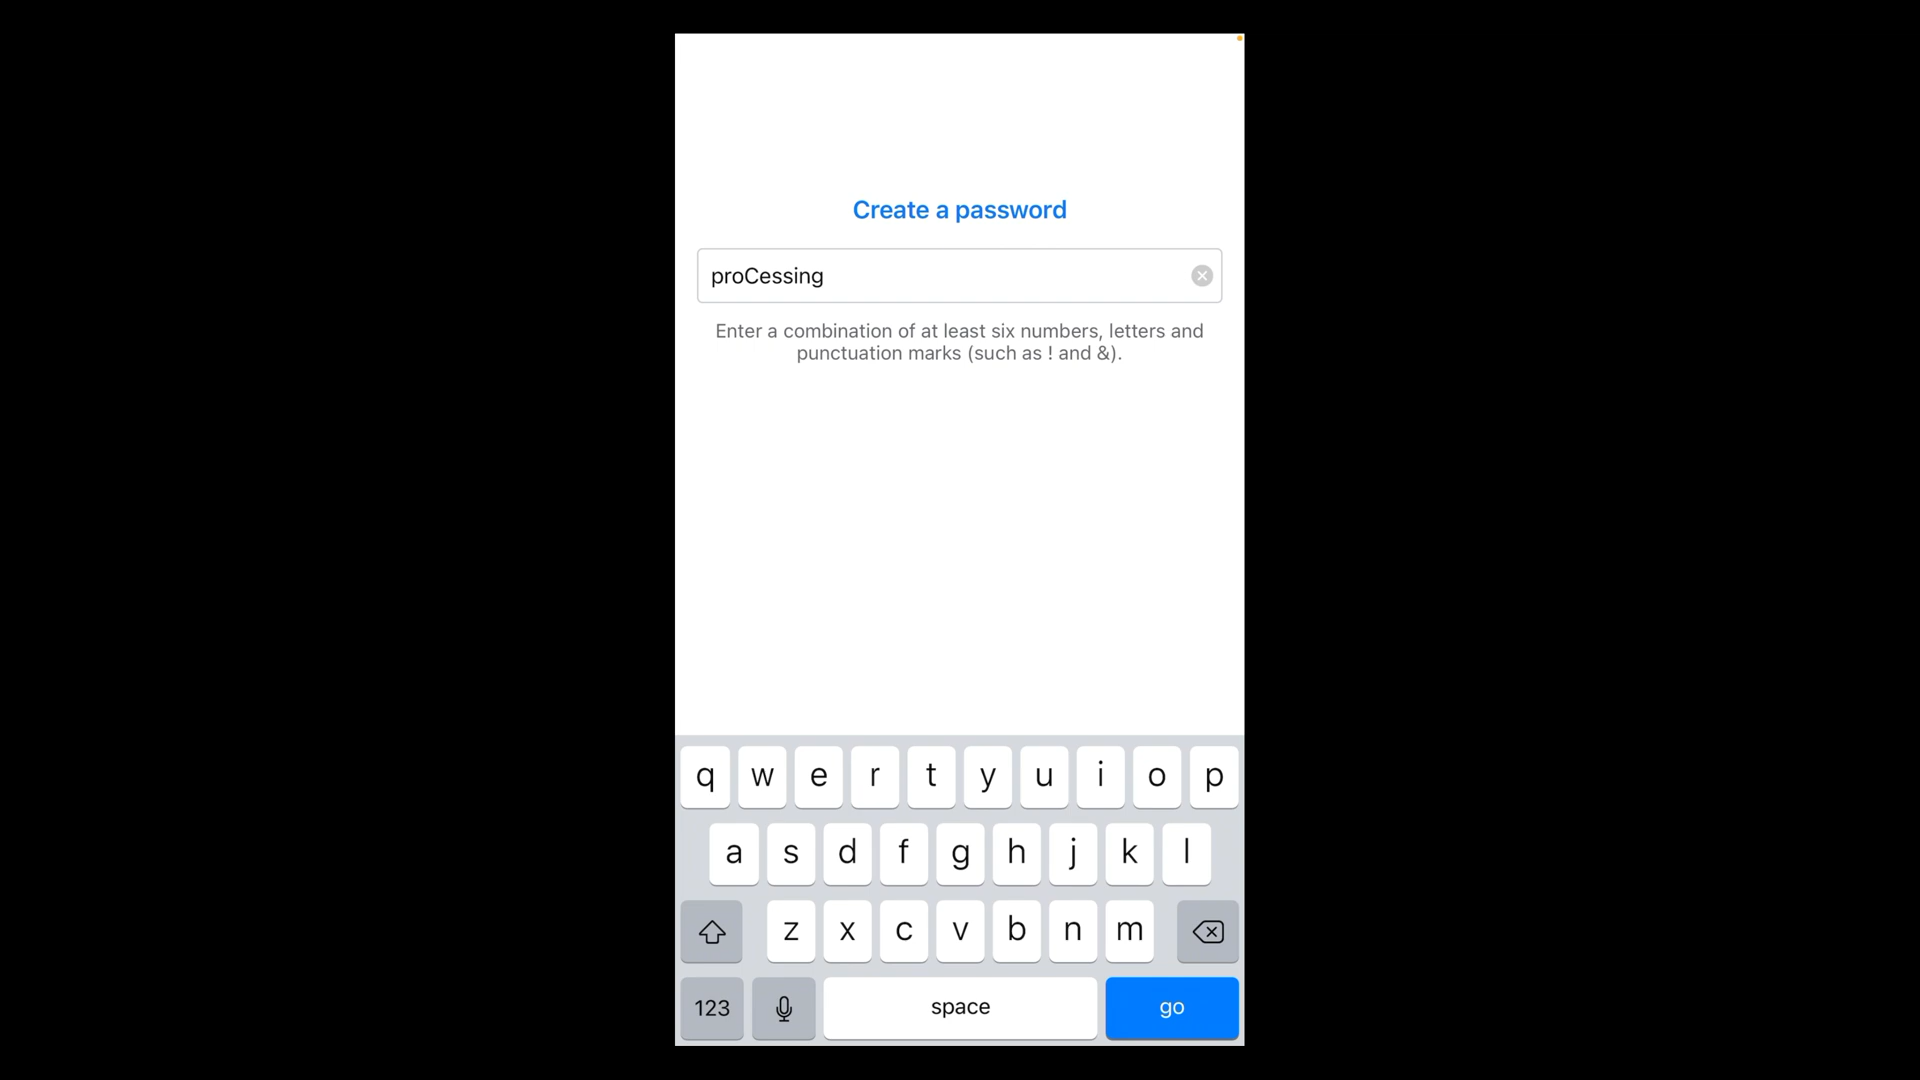 Create a password
proCessing
Enter a combination of at least six numbers, letters and
punctuation marks (such as ! and &).
q w e r t y u i o p
a s d f g h j k l
z x c v b n m
123 space go